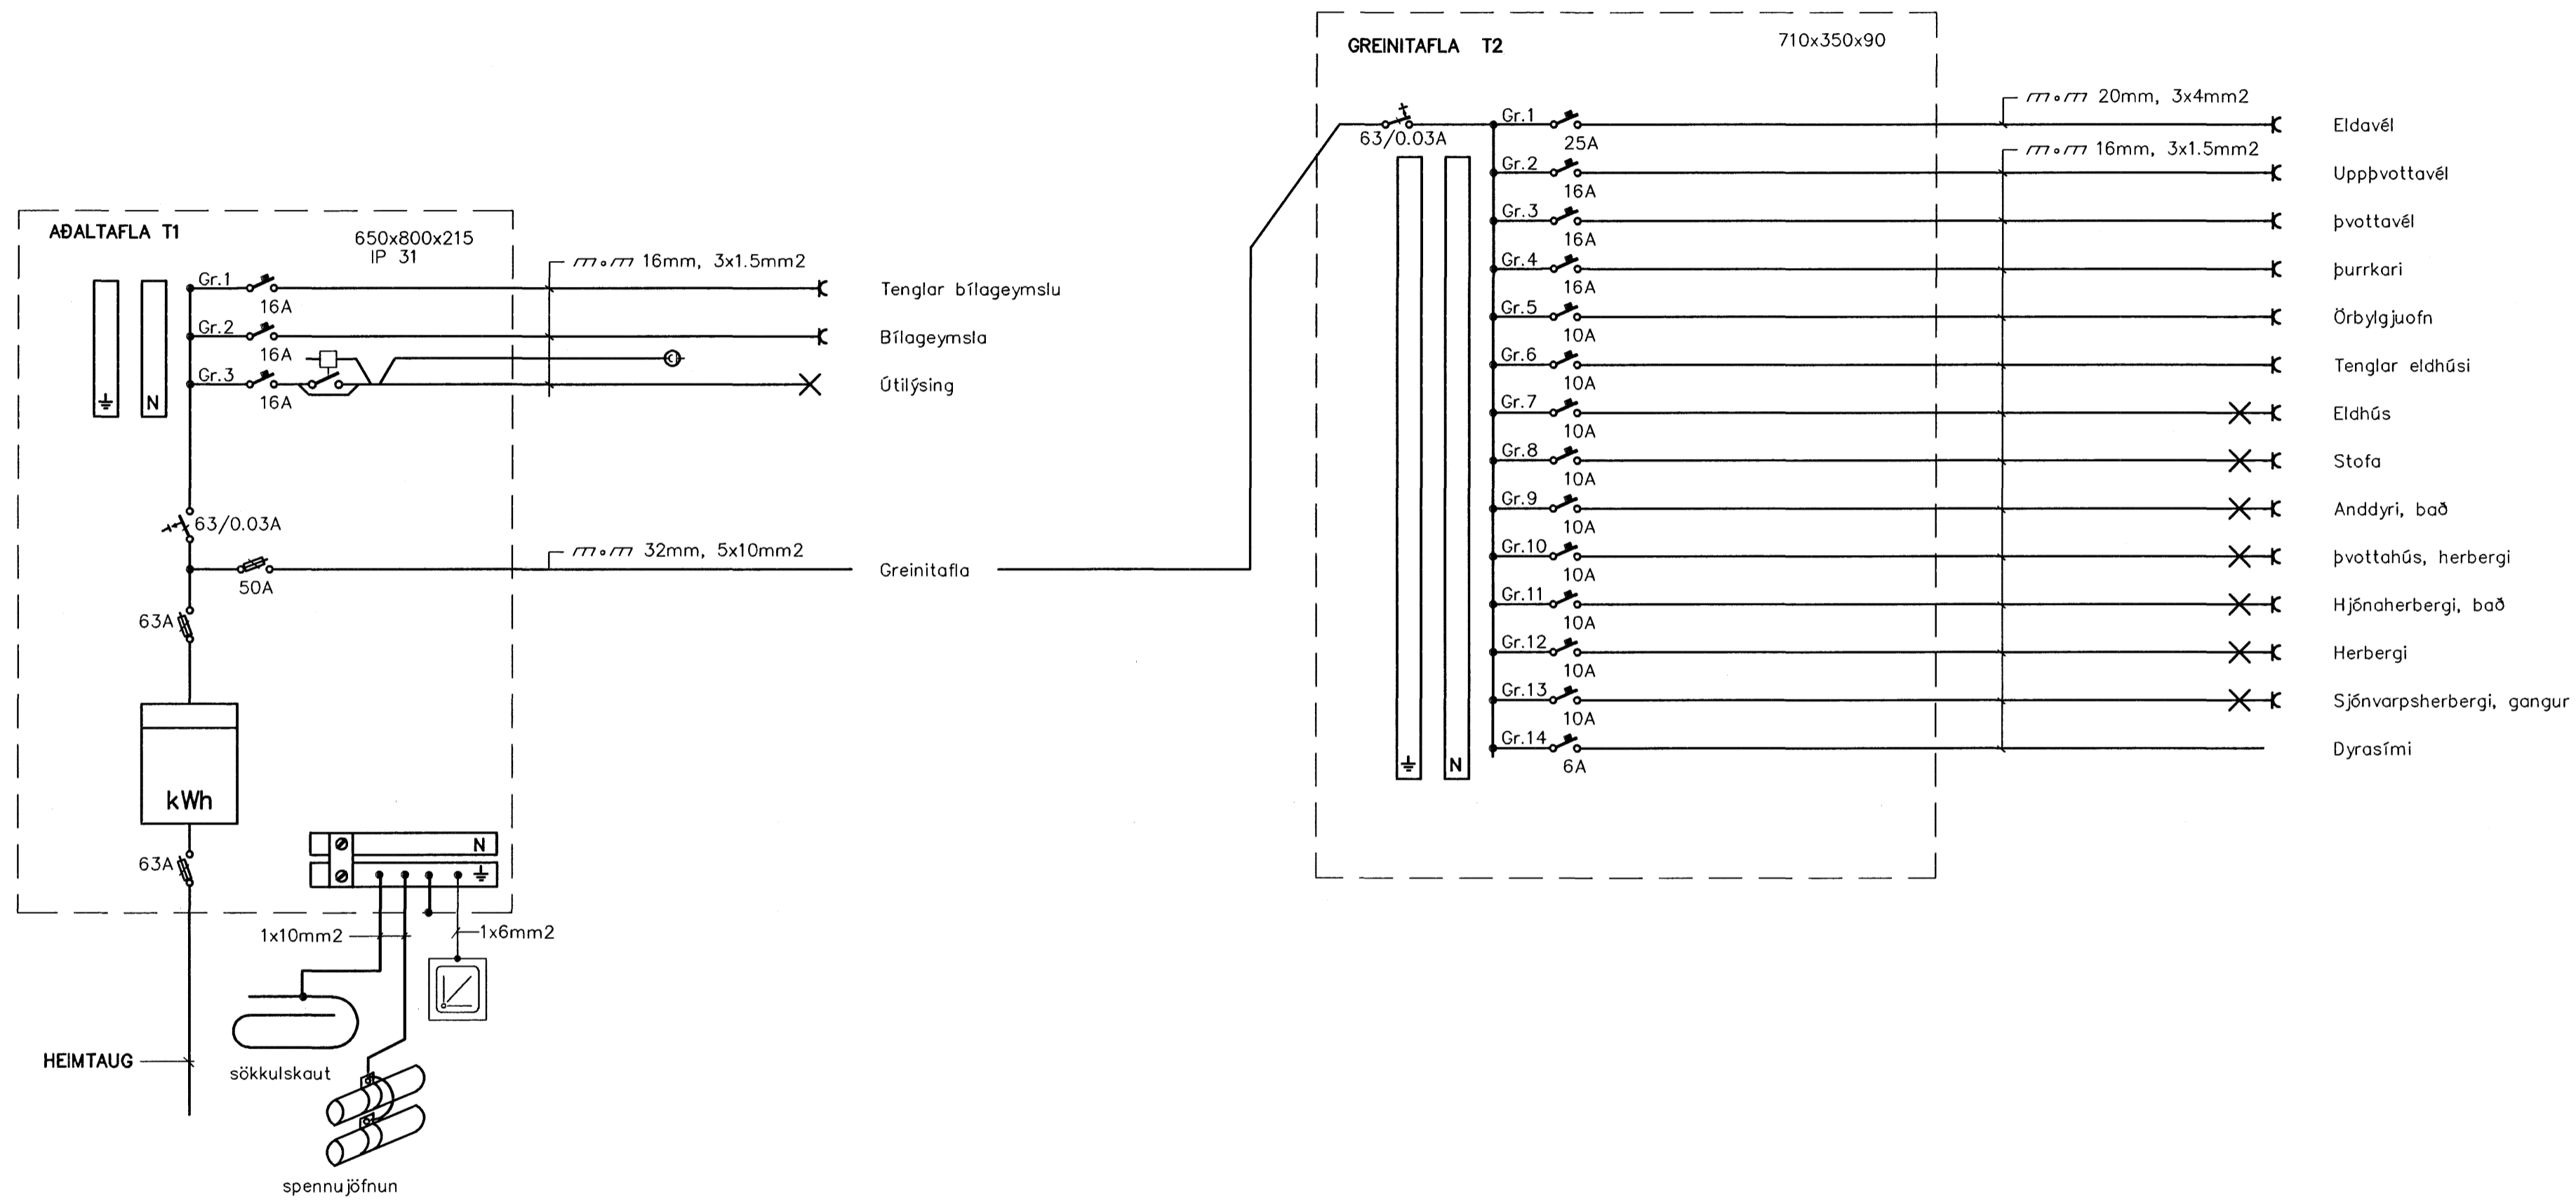 AÐALTAFLA T1
650x800x215
IP 31
Gr.1
16A
16mm, 3x1.5mm2
Tenglar bílageymslu
Gr.2
16A
Bílageymsla
Gr.3
16A
Útilýsing
N
63/0.03A
50A
32mm, 5x10mm2
Greinitafla
63A
kWh
63A
N
1x10mm2
1x6mm2
HEIMTAUG
sökkulskaut
spennujöfnun
GREINITAFLA T2
710x350x90
63/0.03A
N
20mm, 3x4mm2
Gr.1
25A
Eldavél
16mm, 3x1.5mm2
Gr.2
16A
Uppþvottavél
Gr.3
16A
þvottavél
Gr.4
16A
þurrkari
Gr.5
10A
Örbylgjuofn
Gr.6
10A
Tenglar eldhúsi
Gr.7
10A
Eldhús
Gr.8
10A
Stofa
Gr.9
10A
Anddyri, bað
Gr.10
10A
þvottahús, herbergi
Gr.11
10A
Hjónaherbergi, bað
Gr.12
10A
Herbergi
Gr.13
10A
Sjónvarpsherbergi, gangur
Gr.14
6A
Dyrasími